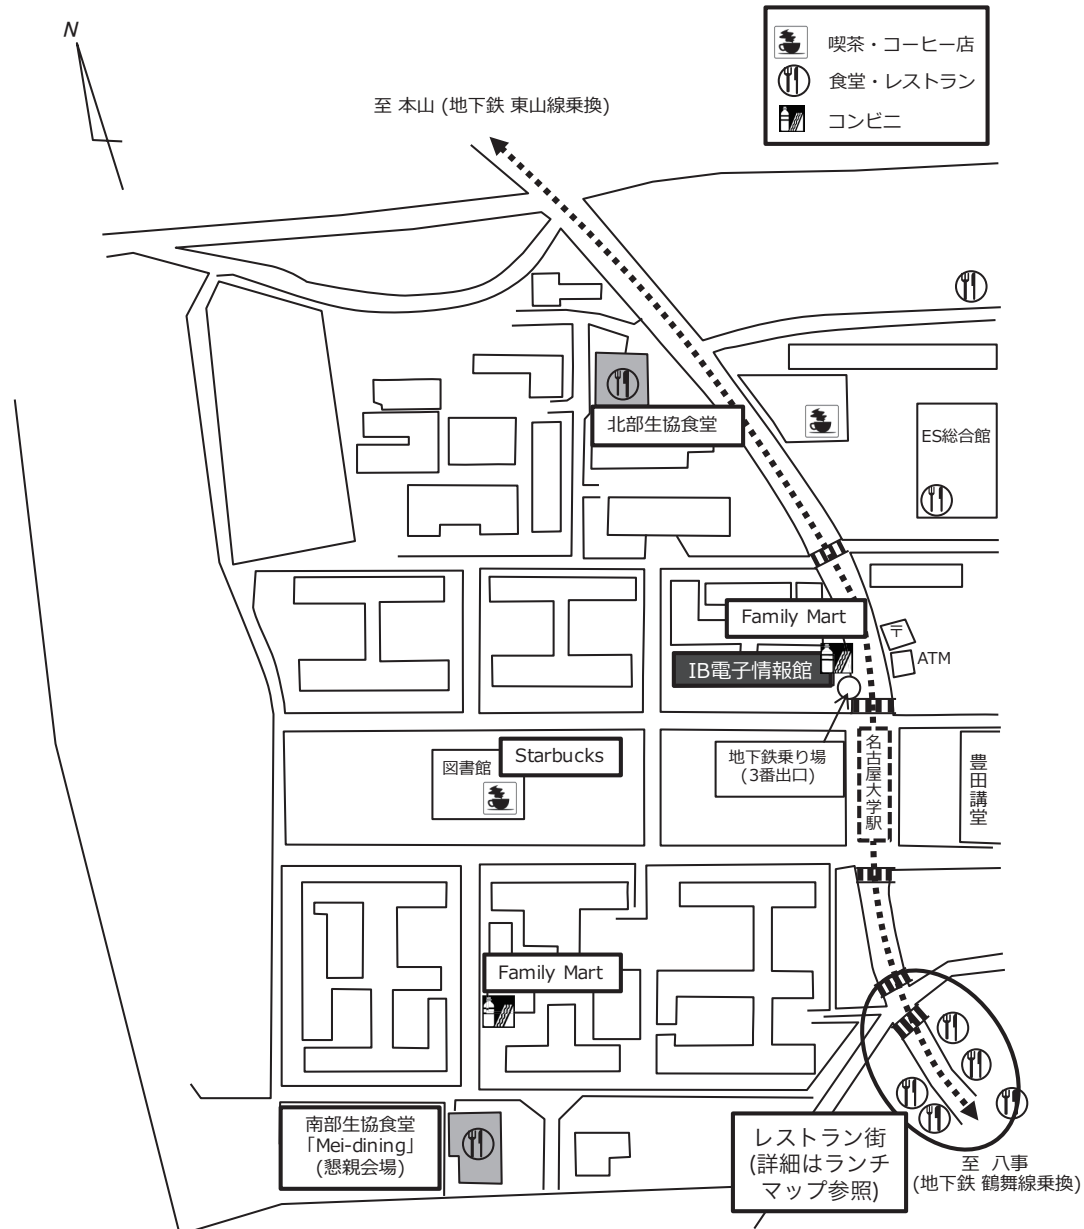 N
喫茶・コーヒー店
食堂・レストラン
コンビニ
至 本山 (地下鉄 東山線乗換)
北部生協食堂
ES総合館
Family Mart
〒
ATM
IB電子情報館
Starbucks
図書館
地下鉄乗り場
(3番出口)
名古屋大学駅
豊田講堂
Family Mart
南部生協食堂
「Mei-dining」
(懇親会場)
レストラン街
(詳細はランチ
マップ参照)
至 八事
(地下鉄 鶴舞線乗換)